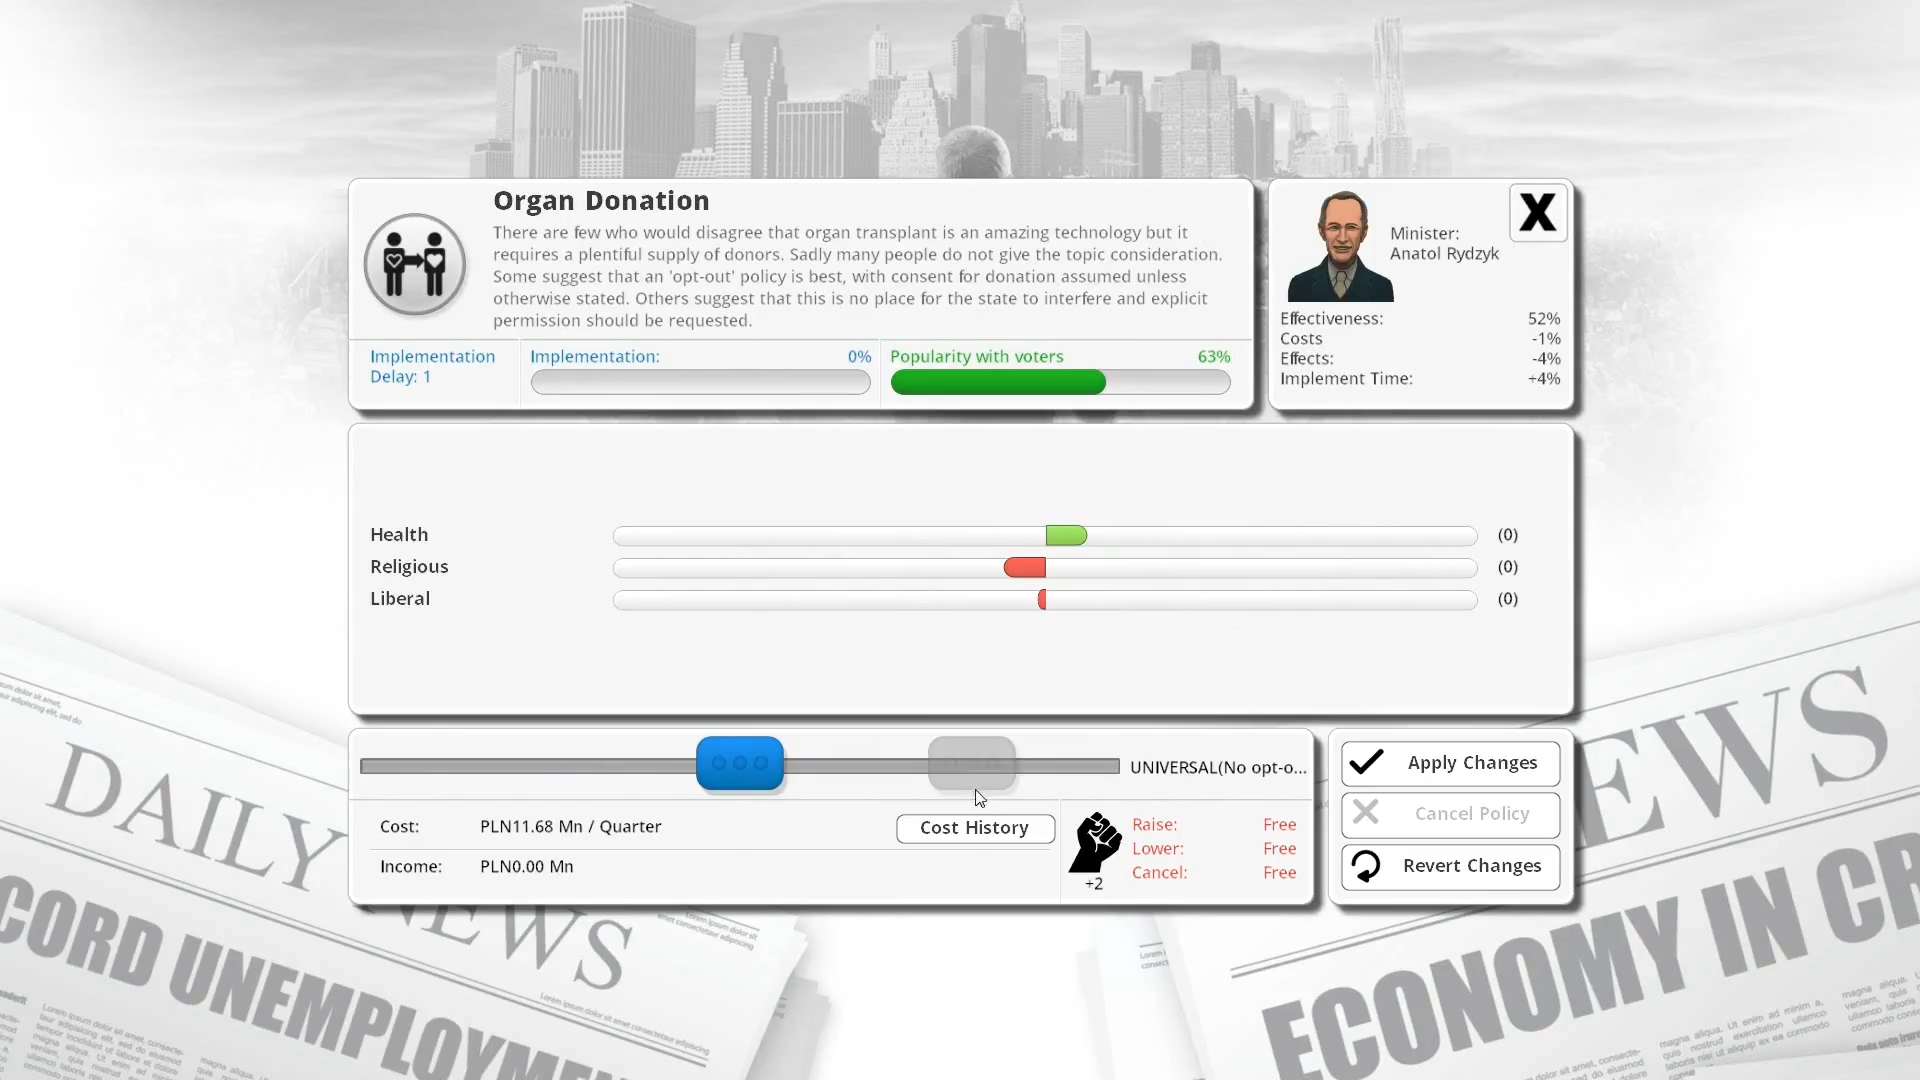 Organ Donation
There are few who would disagree that organ transplant is an amazing technology but it
requires a plentiful supply of donors. Sadly many people do not give the topic consideration.
Some suggest that an 'opt-out' policy is best, with consent for donation assumed unless
otherwise stated. Others suggest that this is no place for the state to interfere and explicit
permission should be requested.
Implementation
Delay: 1
Implementation: 0%
Popularity with voters 63%
X
Minister:
Anatol Rydzyk
Effectiveness: 52%
Costs -1%
Effects: -4%
Implement Time: +4%
Health (0)
Religious (0)
Liberal (0)
UNIVERSAL(No opt-o...
Cost: PLN11.68 Mn / Quarter
Cost History
Income: PLN0.00 Mn
+2
Raise: Free
Lower: Free
Cancel: Free
Apply Changes
Cancel Policy
Revert Changes
DAILY NEWS
CORD UNEMPLOYME
EWS
ECONOMY IN CR